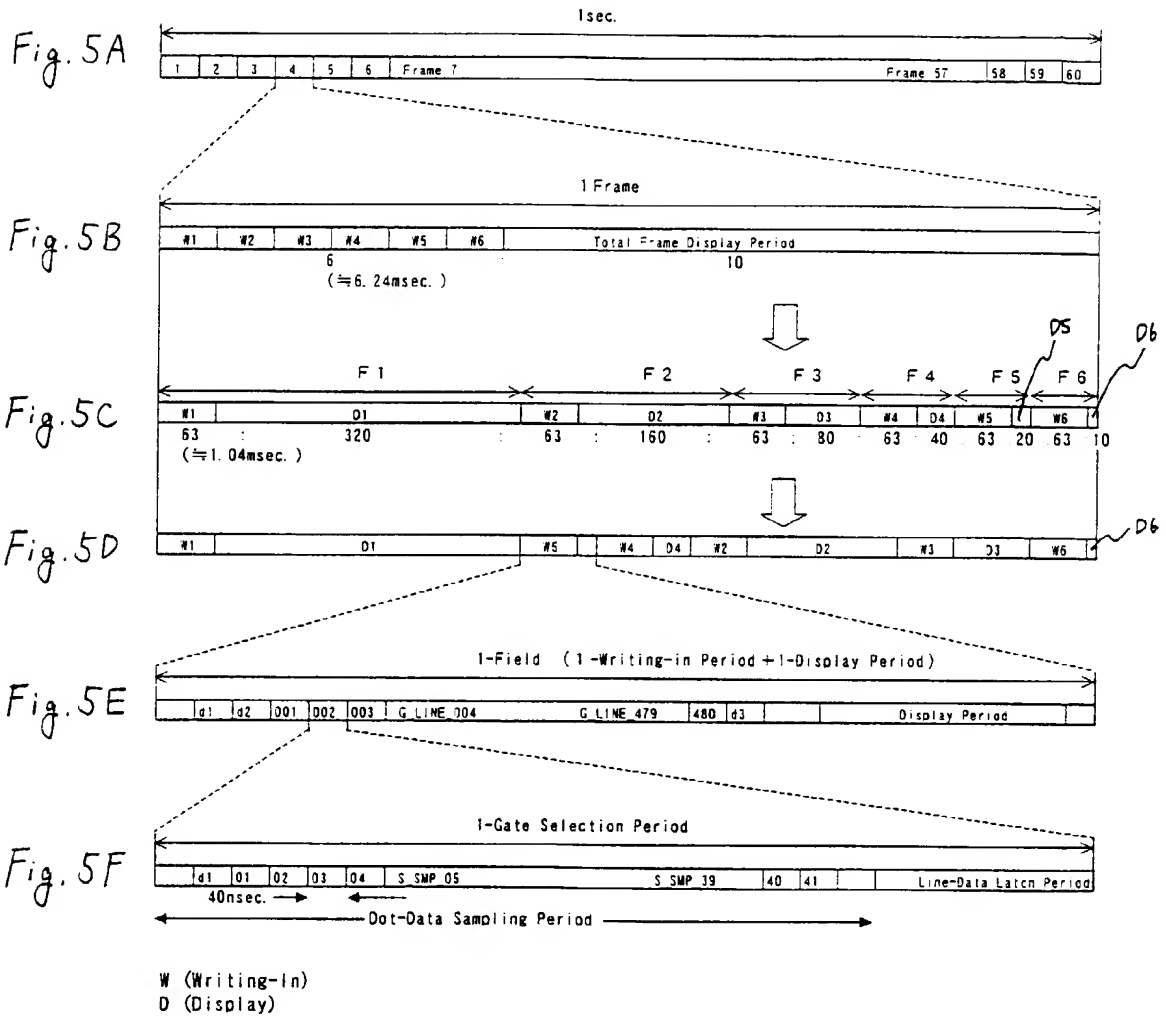 1sec.
Fig. 5A
1 2 3 4 5 6 Frame 7 Frame 57 58 59 60
1 Frame
Fig. 5B
W1 W2 W3 W4 W5 W6 Total Frame Display Period
6 10
(≒6.24msec.)
D5 D6
F1 F2 F3 F4 F5 F6
Fig. 5C
W1 D1 W2 D2 W3 D3 W4 D4 W5 W6
63 : 320 : 63 : 160 : 63 : 80 : 63 : 40 63 20 63 10
(≒1.04msec.)
Fig. 5D
W1 D1 W5 W4 D4 W2 D2 W3 D3 W6 D6
1-Field (1-Writing-in Period+1-Display Period)
Fig. 5E
d1 d2 001 002 003 G_LINE_004 G_LINE_479 480 d3 Display Period
1-Gate Selection Period
Fig. 5F
d1 01 02 03 04 S_SMP_05 S_SMP_39 40 41 Line-Data Latch Period
40nsec.
Dot-Data Sampling Period
W (Writing-In)
D (Display)